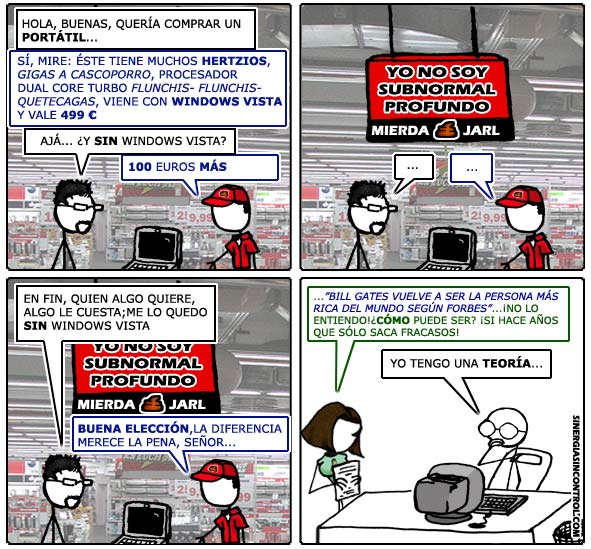 HOLA, BUENAS, QUERÍA COMPRAR UN
PORTÁTIL...
SÍ, MIRE: ÉSTE TIENE MUCHOS HERTZIOS,
GIGAS A CASCOPORRO, PROCESADOR
DUAL CORE TURBO FLUNCHIS- FLUNCHIS-
QUETECAGAS, VIENE CON WINDOWS VISTA
Y VALE 499 €
AJÁ... ¿Y SIN WINDOWS VISTA?
100 EUROS MÁS
YO NO SOY
SUBNORMAL
PROFUNDO
MIERDA JARL
...
...
EN FIN, QUIEN ALGO QUIERE,
ALGO LE CUESTA;ME LO QUEDO
SIN WINDOWS VISTA
YO NO SOY
SUBNORMAL
PROFUNDO
MIERDA JARL
BUENA ELECCIÓN,LA DIFERENCIA
MERECE LA PENA, SEÑOR...
..."BILL GATES VUELVE A SER LA PERSONA MÁS
RICA DEL MUNDO SEGÚN FORBES"...¡NO LO
ENTIENDO!¿CÓMO PUEDE SER? ¡SI HACE AÑOS
QUE SÓLO SACA FRACASOS!
YO TENGO UNA TEORÍA...
SINERGIASINCONTROL.COM